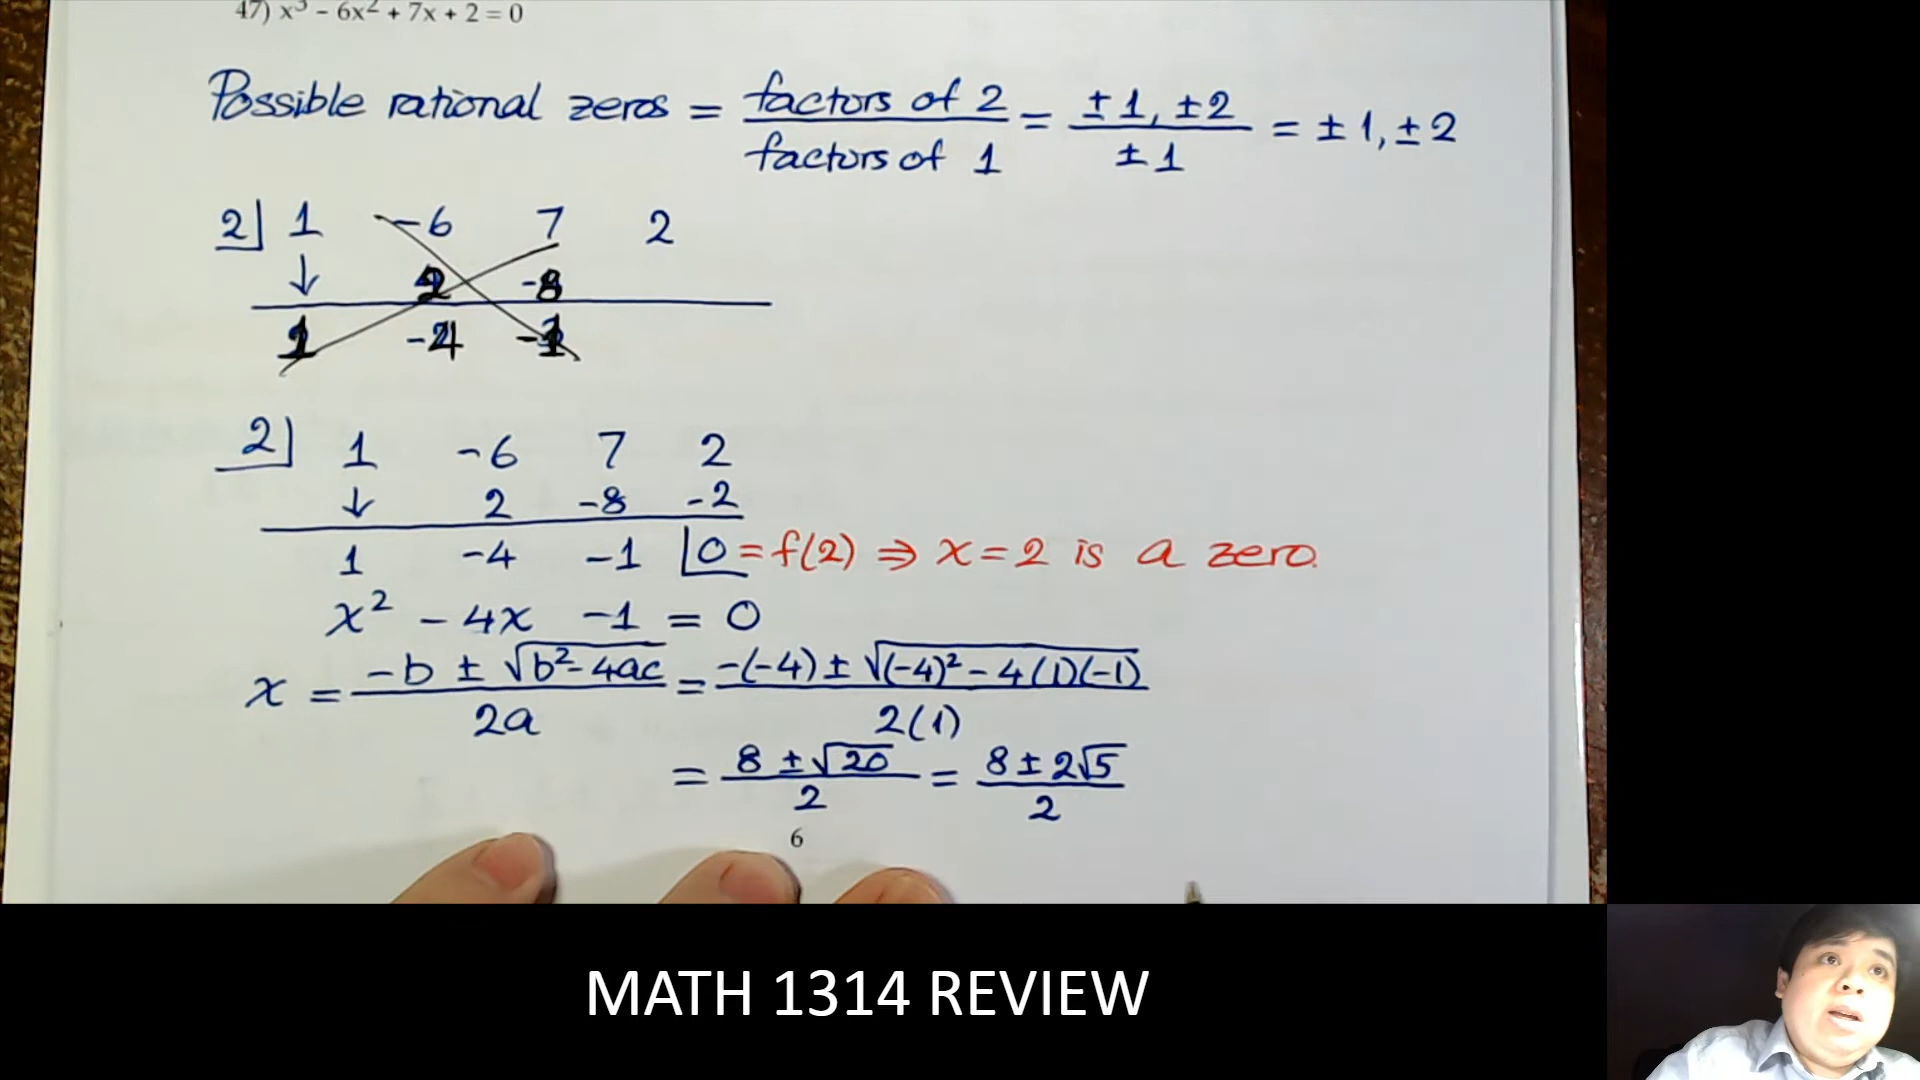 47) x³ – 6x² + 7x + 2 = 0
Possible rational zeros = factors of 2 / factors of 1 = ±1, ±2 / ±1 = ±1, ±2
2| 1 -6 7 2
↓ -8
-1
2| 1 -6 7 2
↓ 2 -8 -2
1 -4 -1 |0 = f(2) ⇒ x = 2 is a zero.
x² - 4x -1 = 0
x = -b ± √(b²-4ac) / 2a = -(-4) ± √((-4)² - 4(1)(-1)) / 2(1)
= 8 ± √20 / 2 = 8 ± 2√5 / 2
6
MATH 1314 REVIEW